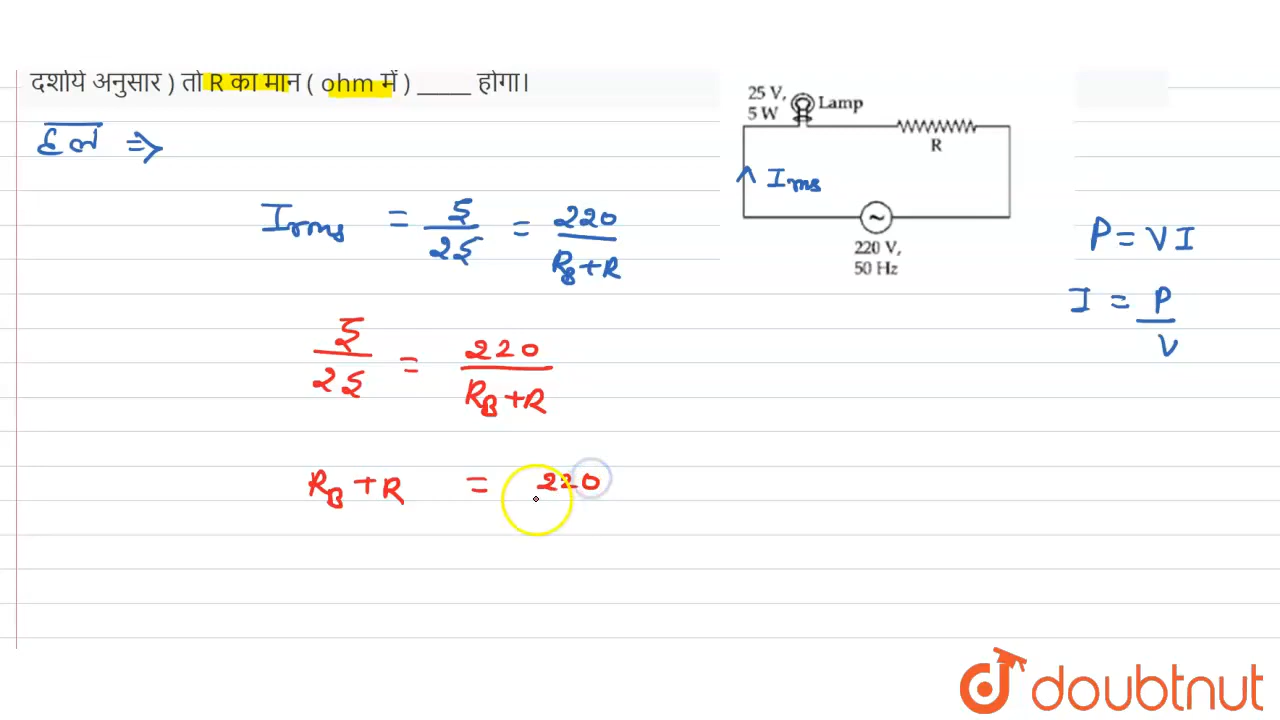 दर्शाये अनुसार ) तो R का मान ( ohm में ) _____ होगा।
25 V,
5 W
Lamp
R
Irms
220 V,
50 Hz
हल ⇒
Irms = 5/25 = 220/(RB+R)
P = VI
I = P/V
5/25 = 220/(RB+R)
RB + R = 220
doubtnut